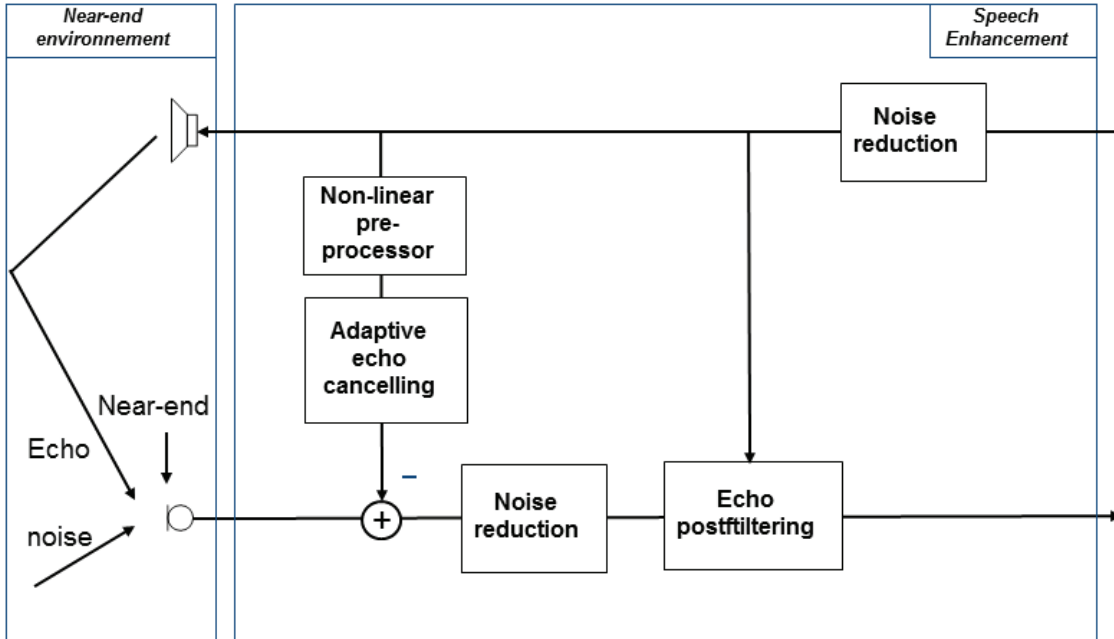 Near-end
environnement
Speech
Enhancement
Noise
reduction
Non-linear
pre-
processor
Adaptive
echo
cancelling
Near-end
Echo
noise
–
+
Noise
reduction
Echo
postftiltering